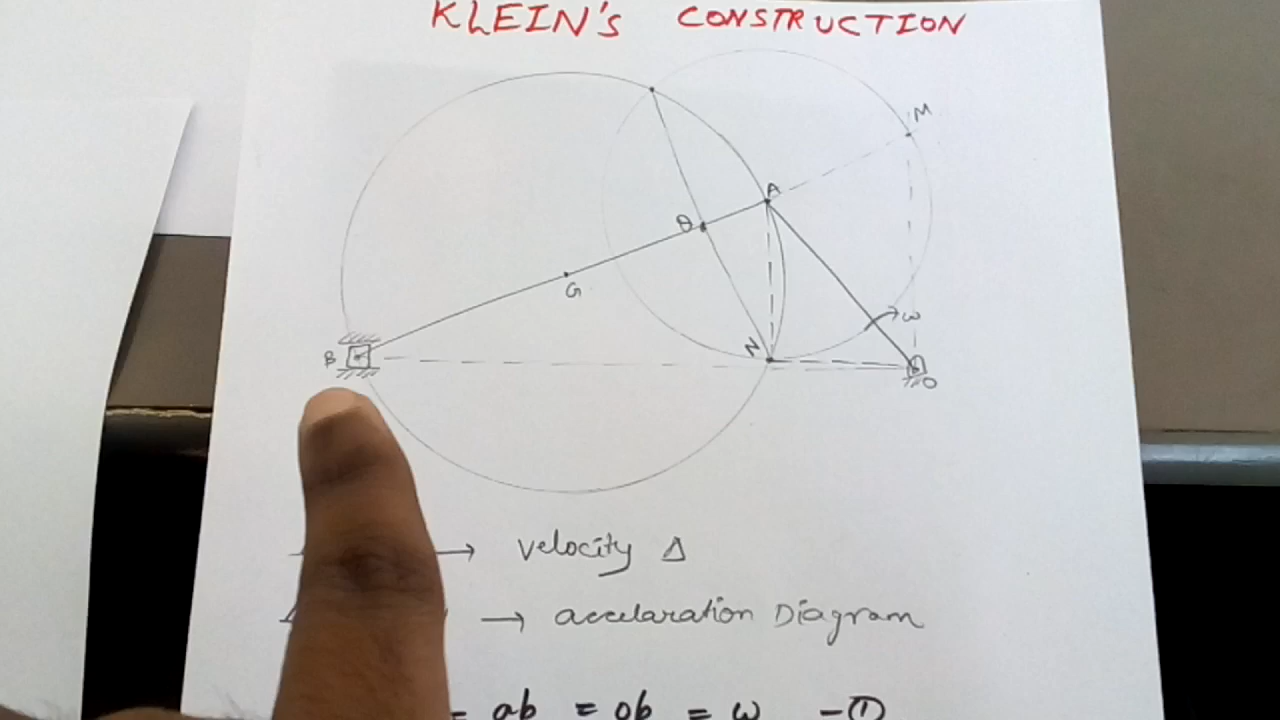 KLEIN'S CONSTRUCTION
M
A
θ
G
ω
N
B
O
→ velocity Δ
→ accelaration Diagram
= ab = ob = ω -①